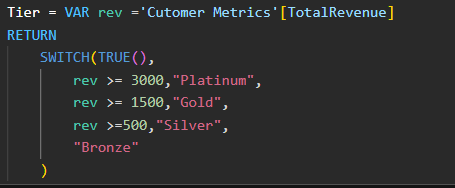 Tier = VAR rev ='Cutomer Metrics'[TotalRevenue]
RETURN
    SWITCH(TRUE(),
        rev >= 3000,"Platinum",
        rev >= 1500,"Gold",
        rev >=500,"Silver",
        "Bronze"
    )